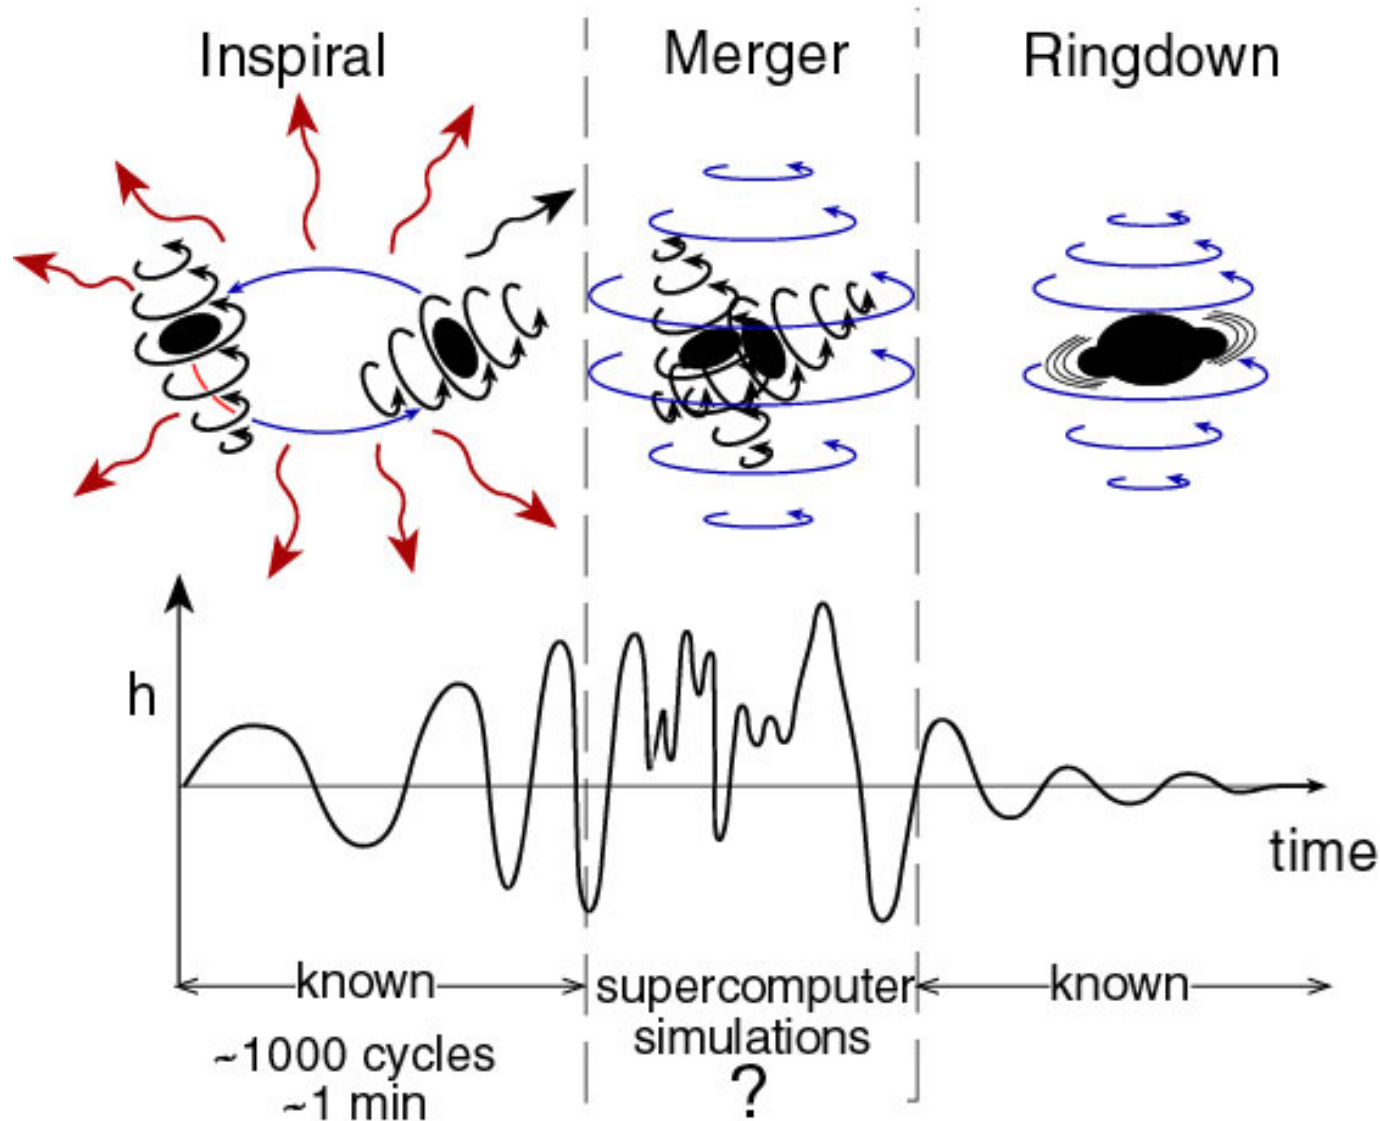 Inspiral
Merger
Ringdown
h
time
known
~1000 cycles
~1 min
supercomputer
simulations
?
known